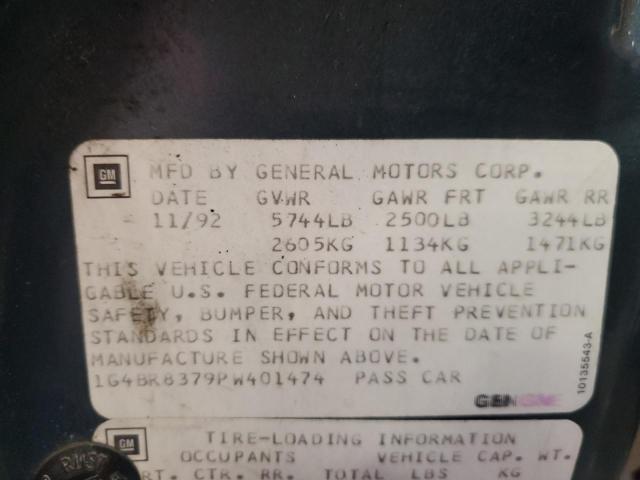 GM
MFD BY GENERAL MOTORS CORP.
DATE GVWR GAWR FRT GAWR RR
11/92 5744LB 2500LB 3244LB
2605KG 1134KG 1471KG
THIS VEHICLE CONFORMS TO ALL APPLI-
CABLE U.S. FEDERAL MOTOR VEHICLE
SAFETY, BUMPER, AND THEFT PREVENTION
STANDARDS IN EFFECT ON THE DATE OF
MANUFACTURE SHOWN ABOVE.
1G4BR8379PW401474 PASS CAR
10135543-A
GM
TIRE-LOADING INFORMATION
OCCUPANTS VEHICLE CAP. WT.
RT. CTR. RR. TOTAL LBS KG
RUST